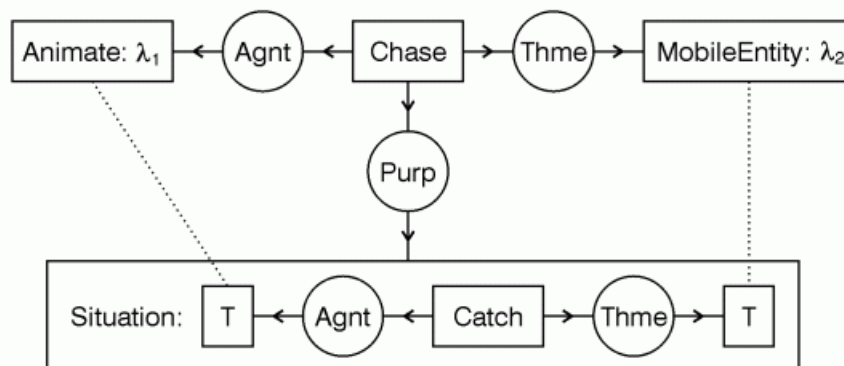 Animate: λ₁ Agnt Chase Thme MobileEntity: λ₂
Purp
Situation: T Agnt Catch Thme T